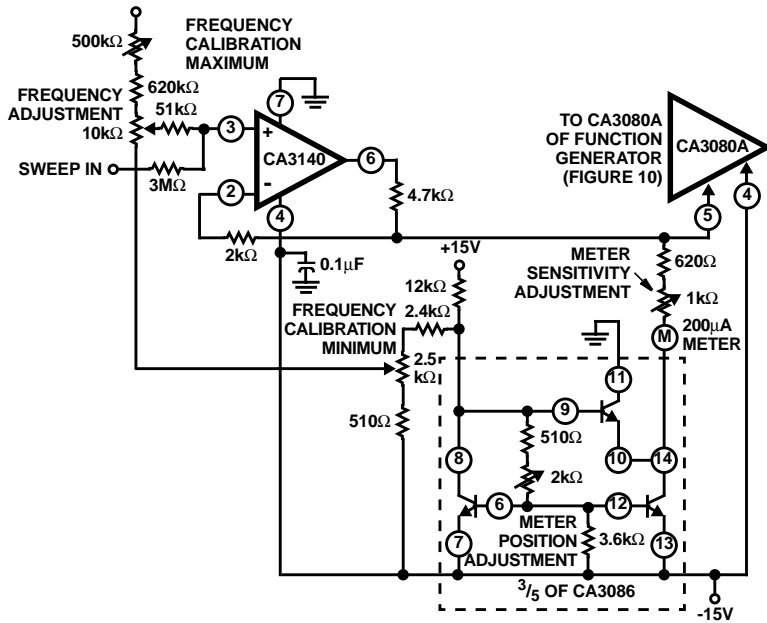 500kΩ
FREQUENCY
CALIBRATION
MAXIMUM
620kΩ
FREQUENCY
ADJUSTMENT
10kΩ
51kΩ
SWEEP IN
3MΩ
7
3
+
CA3140
6
2
-
4
4.7kΩ
2kΩ
0.1μF
TO CA3080A
OF FUNCTION
GENERATOR
(FIGURE 10)
CA3080A
4
5
+15V
12kΩ
2.4kΩ
FREQUENCY
CALIBRATION
MINIMUM
2.5
kΩ
510Ω
METER
SENSITIVITY
ADJUSTMENT
620Ω
1kΩ
M
200μA
METER
11
9
510Ω
8
10
14
2kΩ
6
12
7
METER
POSITION
ADJUSTMENT
3.6kΩ
13
3/5 OF CA3086
-15V